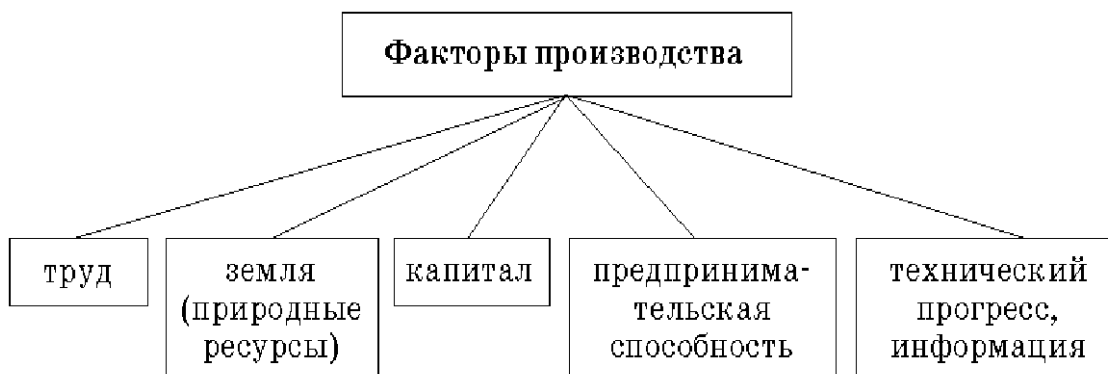 Факторы производства
труд
земля
(природные
ресурсы)
капитал
предпринима-
тельская
способность
технический
прогресс,
информация